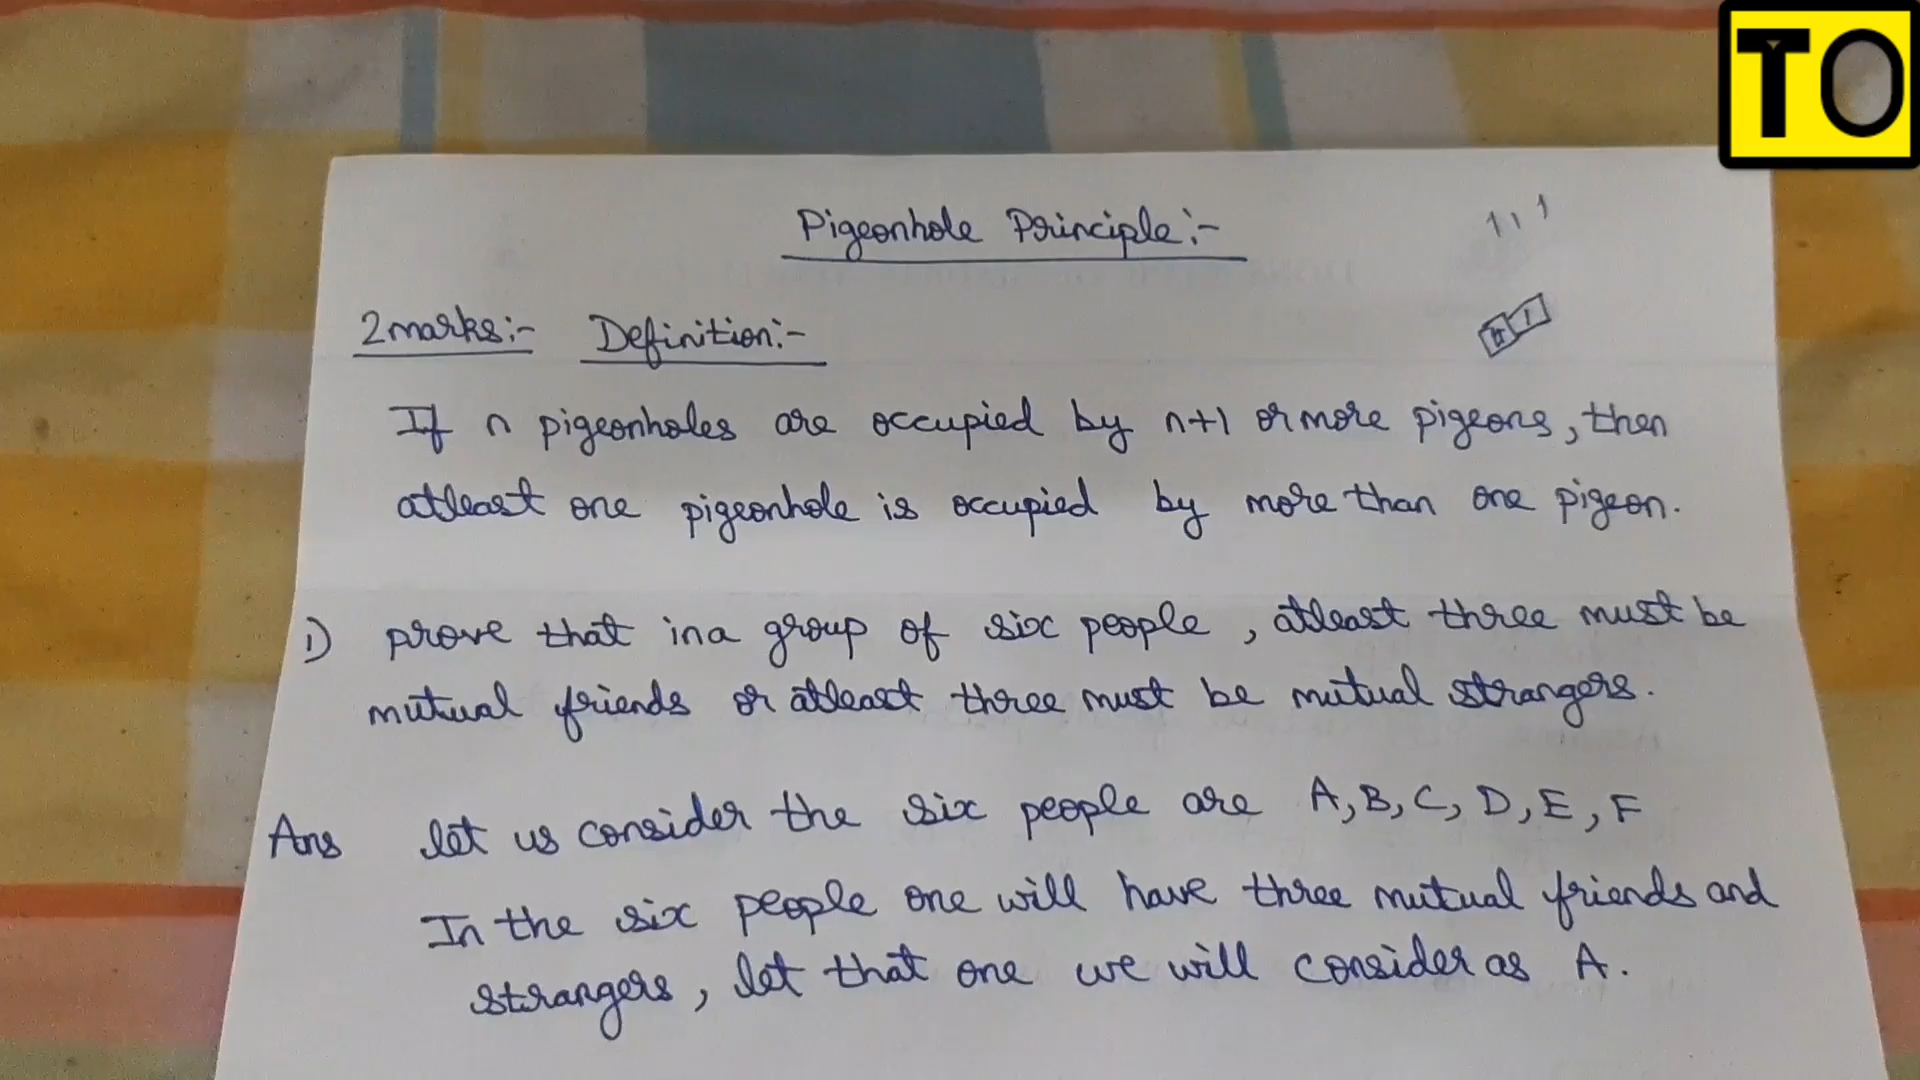 TO
Pigeonhole Principle:-
2marks:- Definition:-
If n pigeonholes are occupied by n+1 or more pigeons, then
atleast one pigeonhole is occupied by more than one pigeon.
1) prove that in a group of six people, atleast three must be
mutual friends or atleast three must be mutual strangers.
Ans let us consider the six people are A, B, C, D, E, F
In the six people one will have three mutual friends and
strangers, let that one we will consider as A.